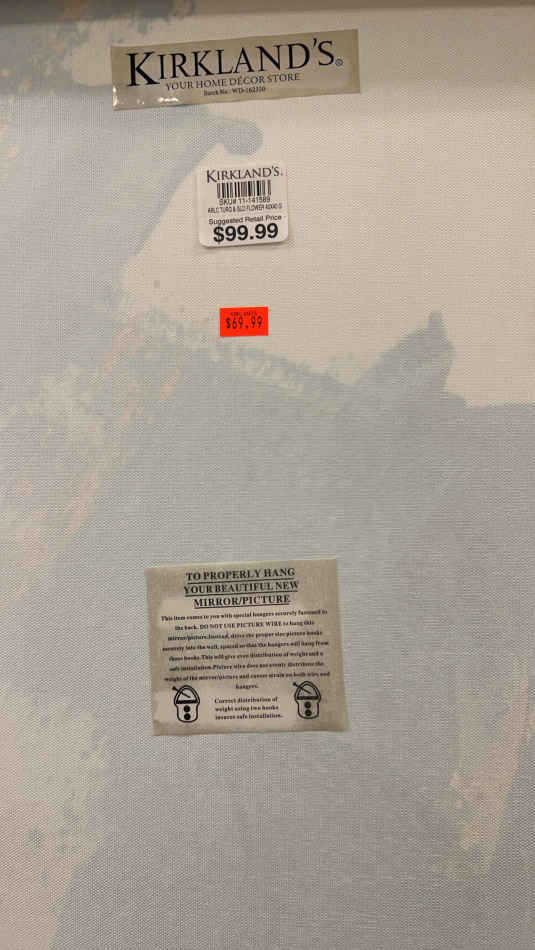 KIRKLAND'S®
YOUR HOME DÉCOR STORE
Batch No.: WD-162310
KIRKLAND'S.
SKU# 11-141589
Suggested Retail Price
$99.99
$69.99
TO PROPERLY HANG
YOUR BEAUTIFUL NEW
MIRROR/PICTURE
This item comes to you with special hangers securely fastened to
the back. DO NOT USE PICTURE WIRE to hang this
mirror/picture.Instead, drive the proper size picture hooks
securely into the wall, spaced so that the hangers will hang from
these hooks.This will give even distribution of weight and a
safe installation.Picture wire does not evenly distribute the
weight of the mirror/picture and causes strain on both wire and
hangers.
Correct distribution of
weight using two hooks
insures safe installation.